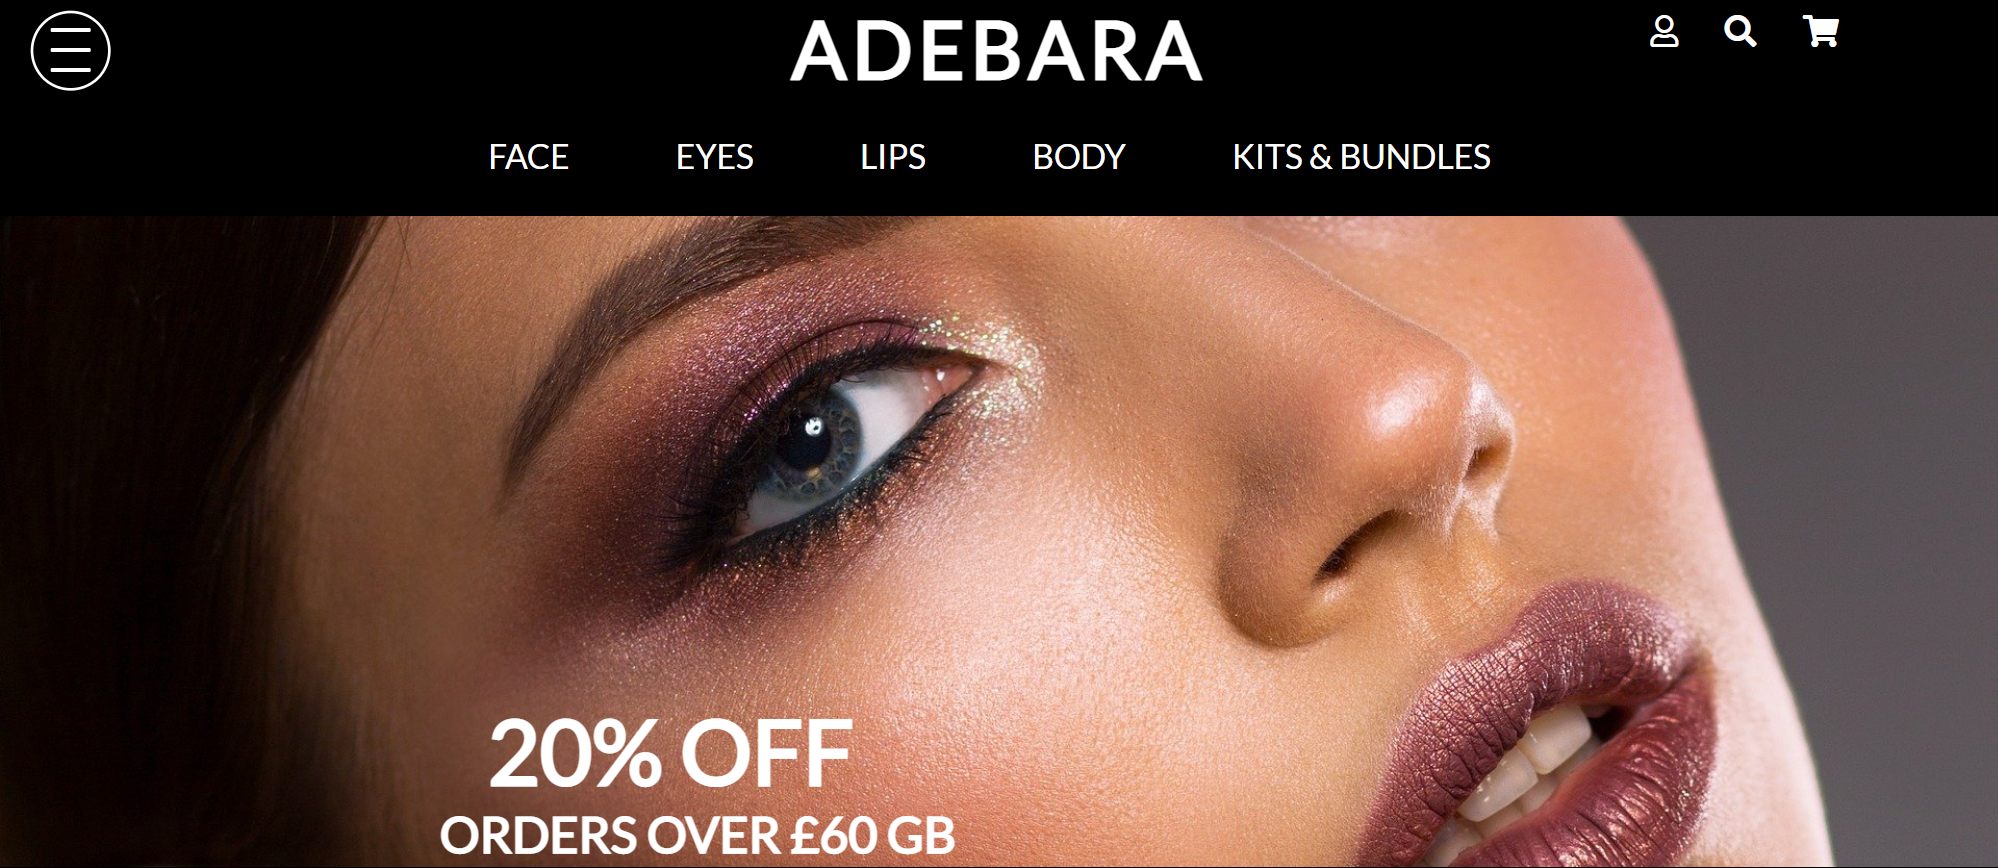 ADEBARA
FACE EYES LIPS BODY KITS & BUNDLES
20% OFF
ORDERS OVER £60 GB